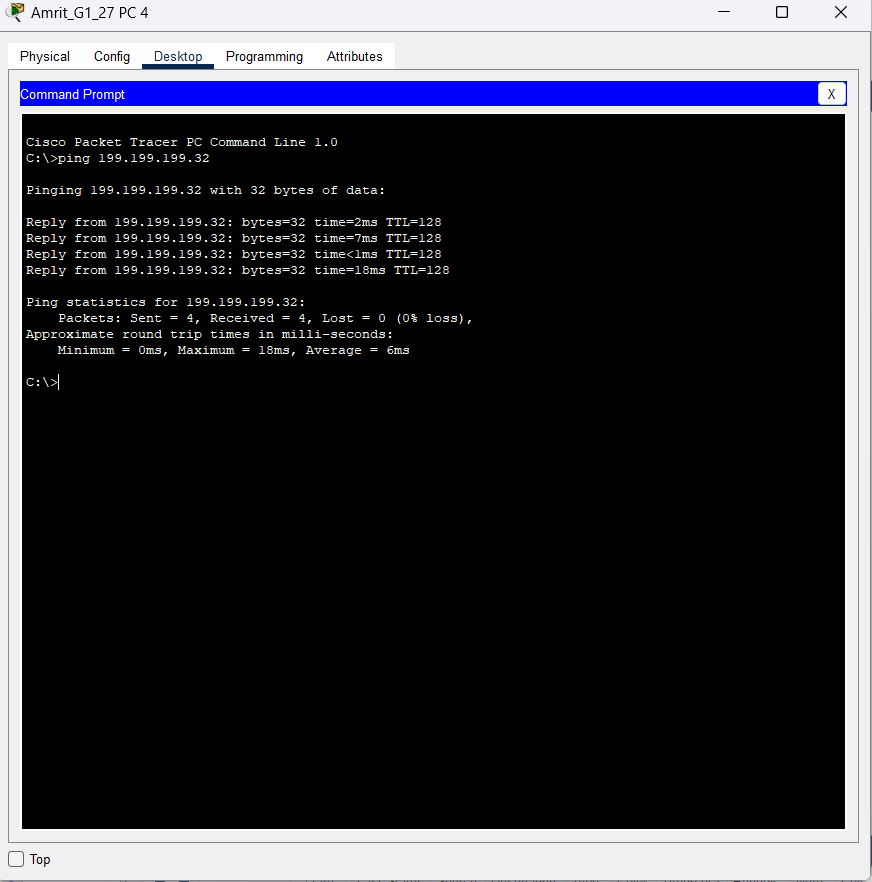 Amrit_G1_27 PC 4
Physical Config Desktop Programming Attributes
Command Prompt X
Cisco Packet Tracer PC Command Line 1.0
C:\>ping 199.199.199.32
Pinging 199.199.199.32 with 32 bytes of data:
Reply from 199.199.199.32: bytes=32 time=2ms TTL=128
Reply from 199.199.199.32: bytes=32 time=7ms TTL=128
Reply from 199.199.199.32: bytes=32 time<1ms TTL=128
Reply from 199.199.199.32: bytes=32 time=18ms TTL=128
Ping statistics for 199.199.199.32:
Packets: Sent = 4, Received = 4, Lost = 0 (0% loss),
Approximate round trip times in milli-seconds:
Minimum = 0ms, Maximum = 18ms, Average = 6ms
C:\>
Top